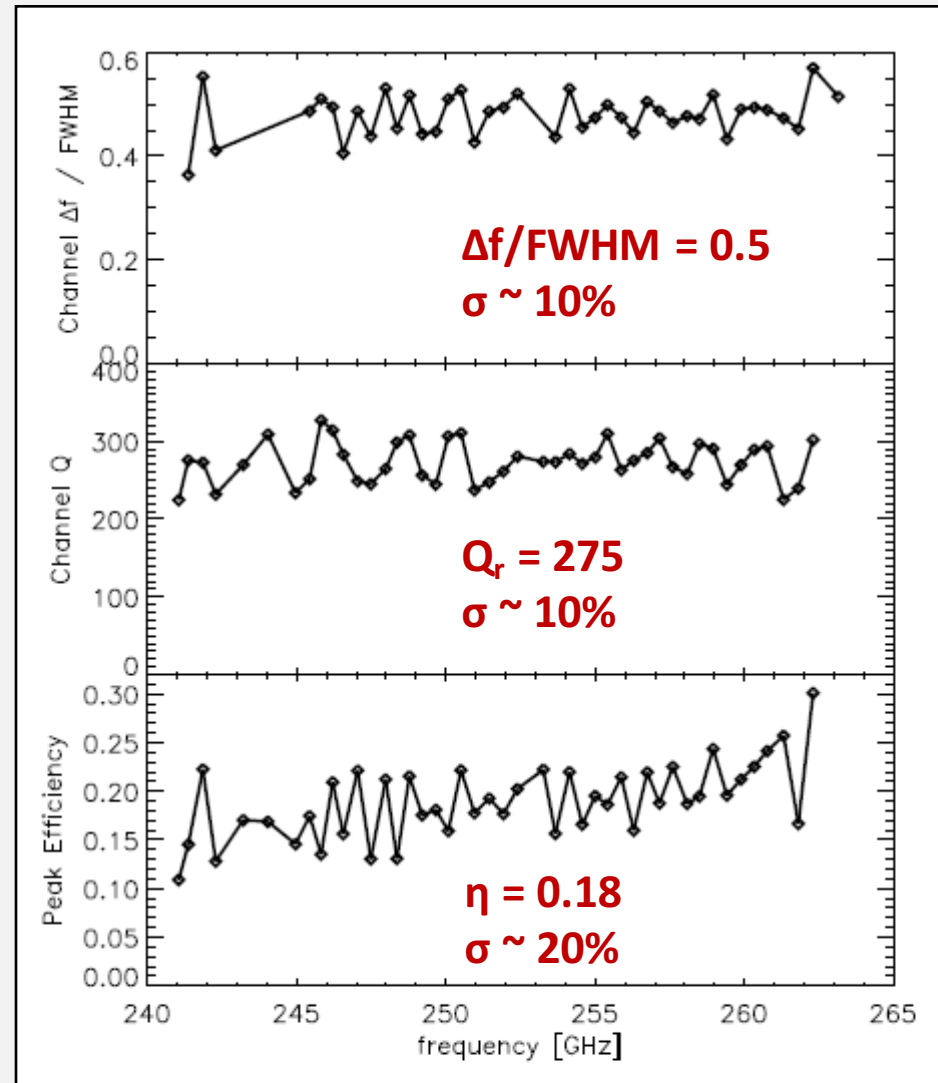 Channel Δf / FWHM
0.6
0.4
0.2
0.0
Δf/FWHM = 0.5
σ ~ 10%
Channel Q
400
300
200
100
0
Qr = 275
σ ~ 10%
Peak Efficiency
0.30
0.25
0.20
0.15
0.10
0.05
0.00
η = 0.18
σ ~ 20%
240 245 250 255 260 265
frequency [GHz]